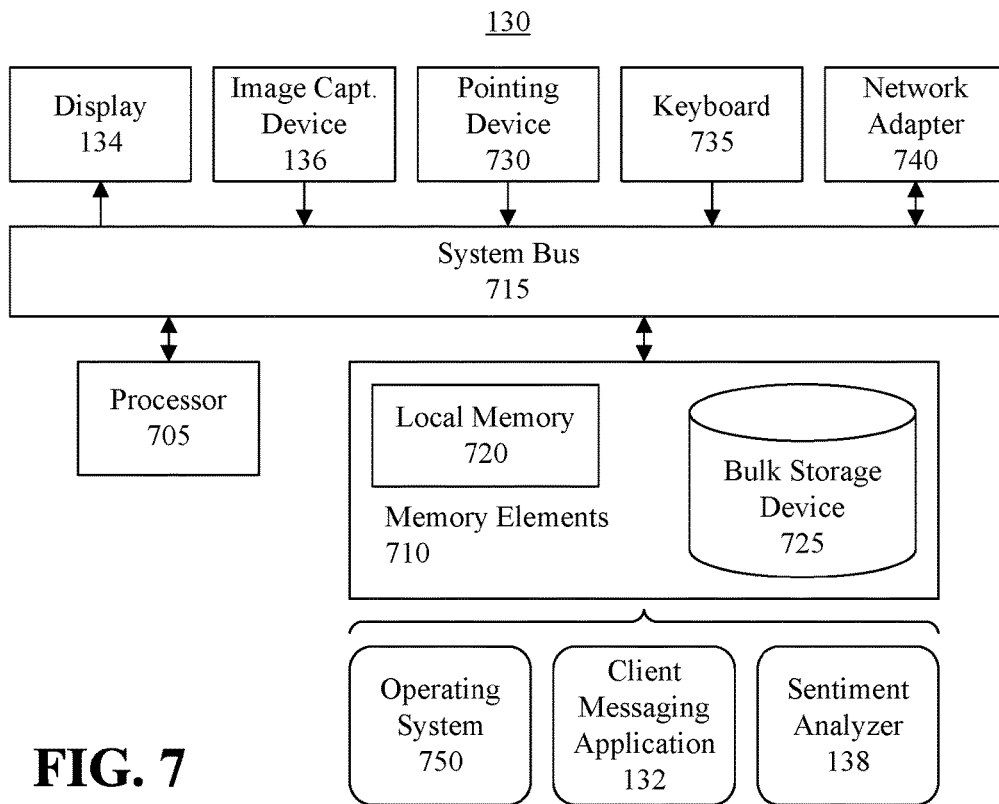 130
Display
134
Image Capt.
Device
136
Pointing
Device
730
Keyboard
735
Network
Adapter
740
System Bus
715
Processor
705
Local Memory
720
Memory Elements
710
Bulk Storage
Device
725
Operating
System
750
Client
Messaging
Application
132
Sentiment
Analyzer
138
FIG. 7